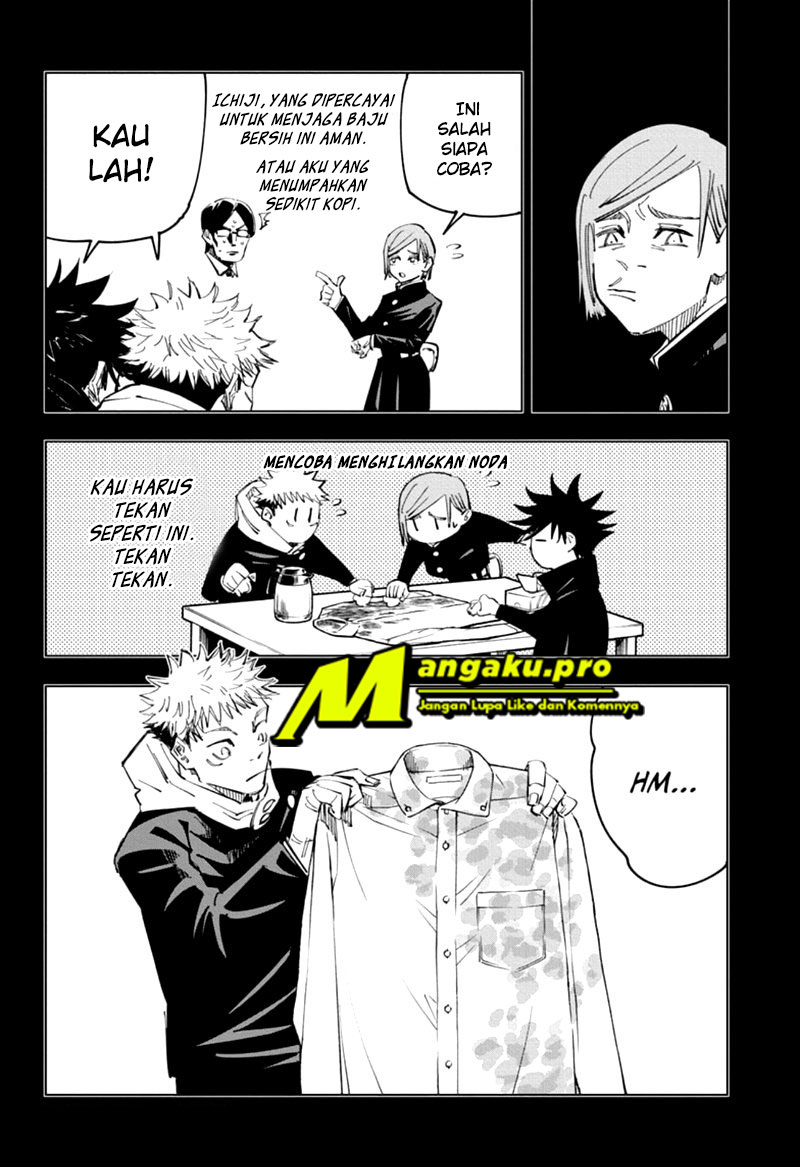 INI
SALAH
SIAPA
COBA?
ICHIJI, YANG DIPERCAYAI
UNTUK MENJAGA BAJU
BERSIH INI AMAN.
ATAU AKU YANG
MENUMPAHKAN
SEDIKIT KOPI.
KAU
LAH!
MENCOBA MENGHILANGKAN NODA
KAU HARUS
TEKAN
SEPERTI INI.
TEKAN
TEKAN.
Mangaku.pro
Jangan Lupa Like dan Komennya
HM...